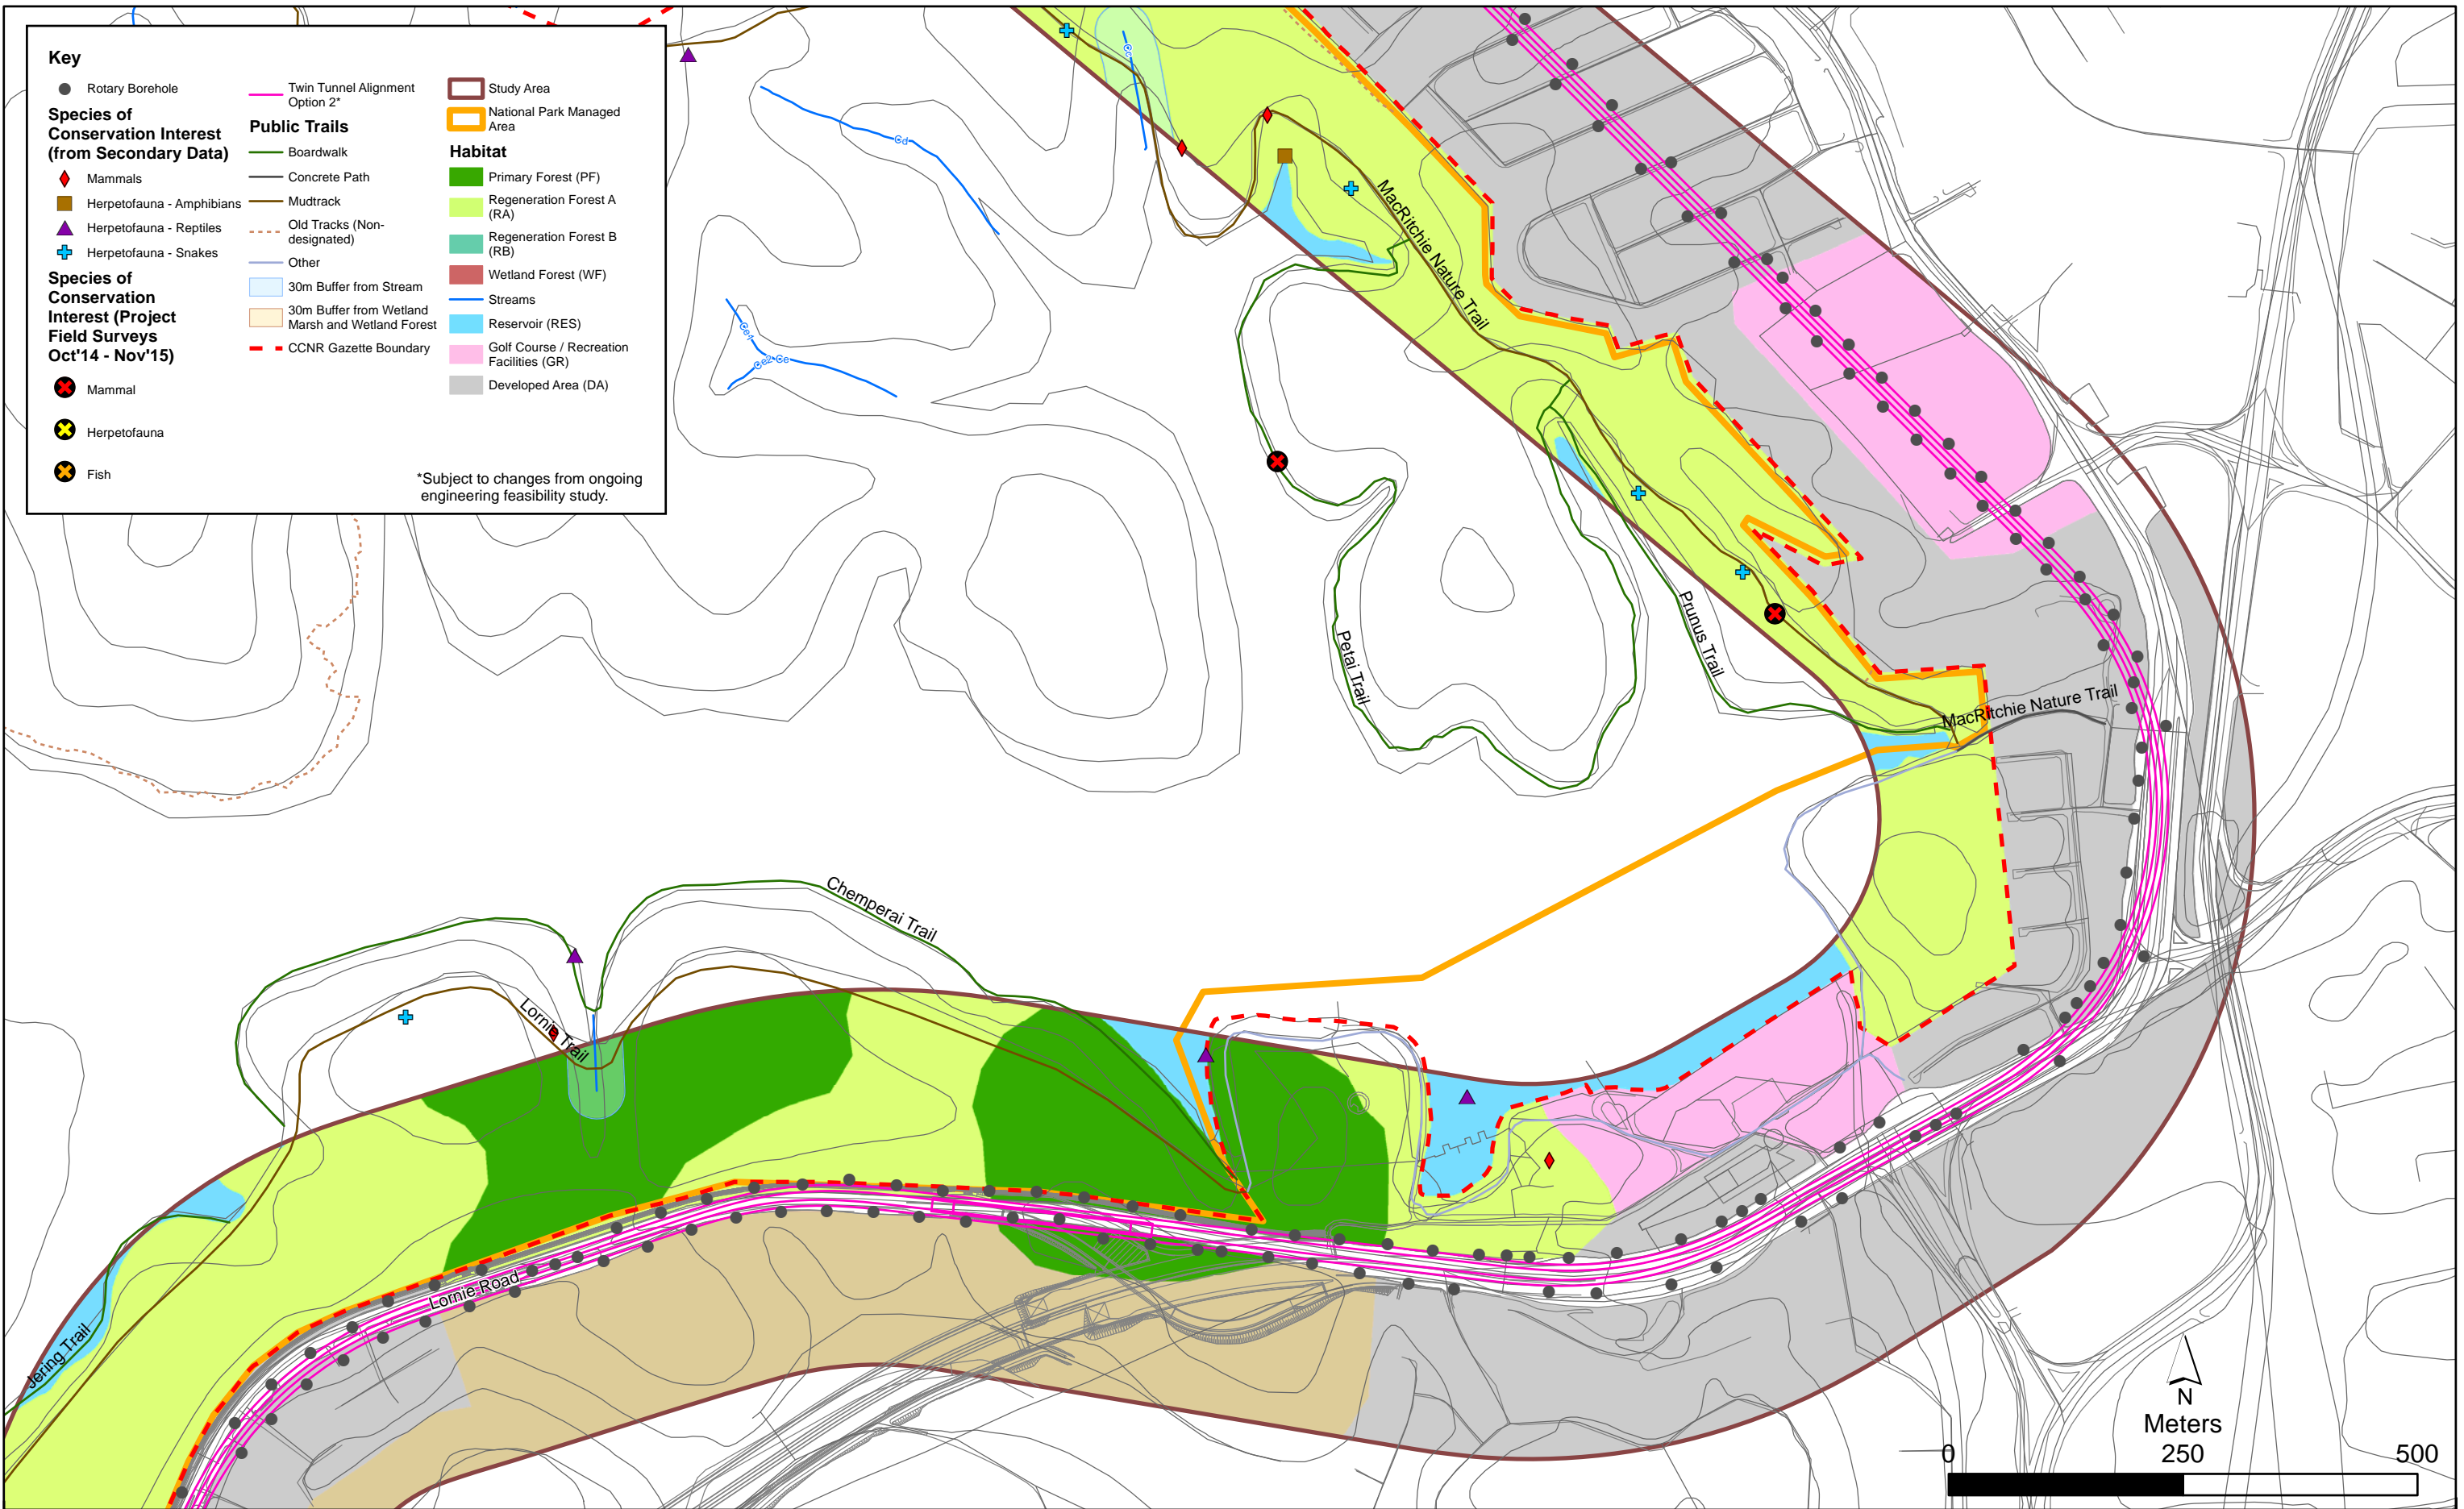 Key
Rotary Borehole
Species of
Conservation Interest
(from Secondary Data)
Mammals
Herpetofauna - Amphibians
Herpetofauna - Reptiles
Herpetofauna - Snakes
Species of
Conservation
Interest (Project
Field Surveys
Oct'14 - Nov'15)
Mammal
Herpetofauna
Fish
Twin Tunnel Alignment
Option 2*
Public Trails
Boardwalk
Concrete Path
Mudtrack
Old Tracks (Non-
designated)
Other
30m Buffer from Stream
30m Buffer from Wetland
Marsh and Wetland Forest
CCNR Gazette Boundary
Study Area
National Park Managed
Area
Habitat
Primary Forest (PF)
Regeneration Forest A
(RA)
Regeneration Forest B
(RB)
Wetland Forest (WF)
Streams
Reservoir (RES)
Golf Course / Recreation
Facilities (GR)
Developed Area (DA)
*Subject to changes from ongoing
engineering feasibility study.
Cc
Cd
Ce1
Ce2
Ce
MacRitchie Nature Trail
Petai Trail
Prunus Trail
MacRitchie Nature Trail
Chemperai Trail
Lornie Trail
Lornie Road
Jering Trail
N
Meters
0 250 500